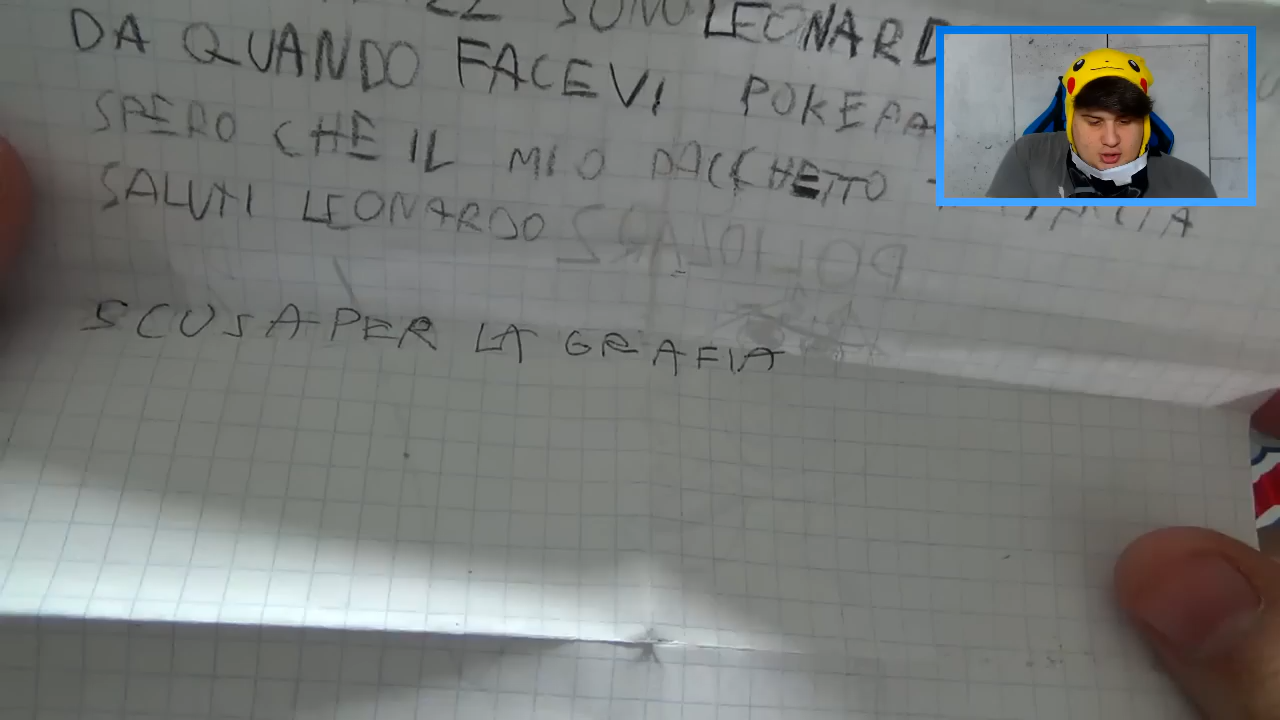 SONO LEONARD
DA QUANDO FACEVI POKEPA
SPERO CHE IL MIO PACCHETTO
SALUTI LEONARDO
SCUSA PER LA GRAFIA